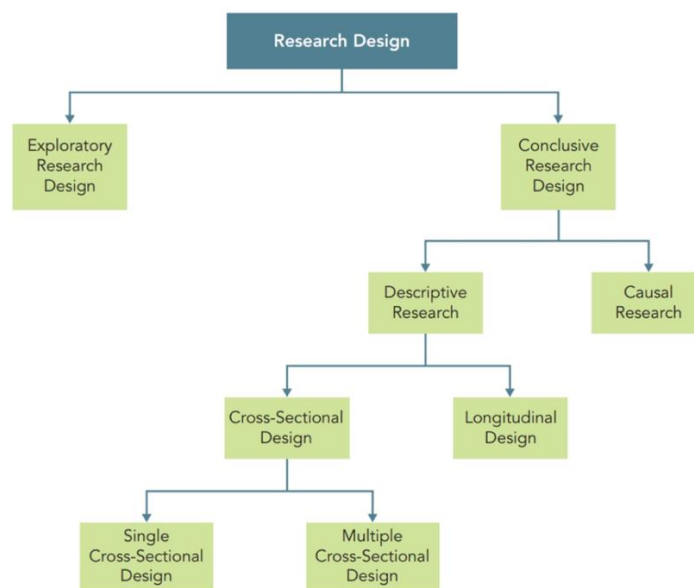 Research Design
Exploratory
Research
Design
Conclusive
Research
Design
Descriptive
Research
Causal
Research
Cross-Sectional
Design
Longitudinal
Design
Single
Cross-Sectional
Design
Multiple
Cross-Sectional
Design